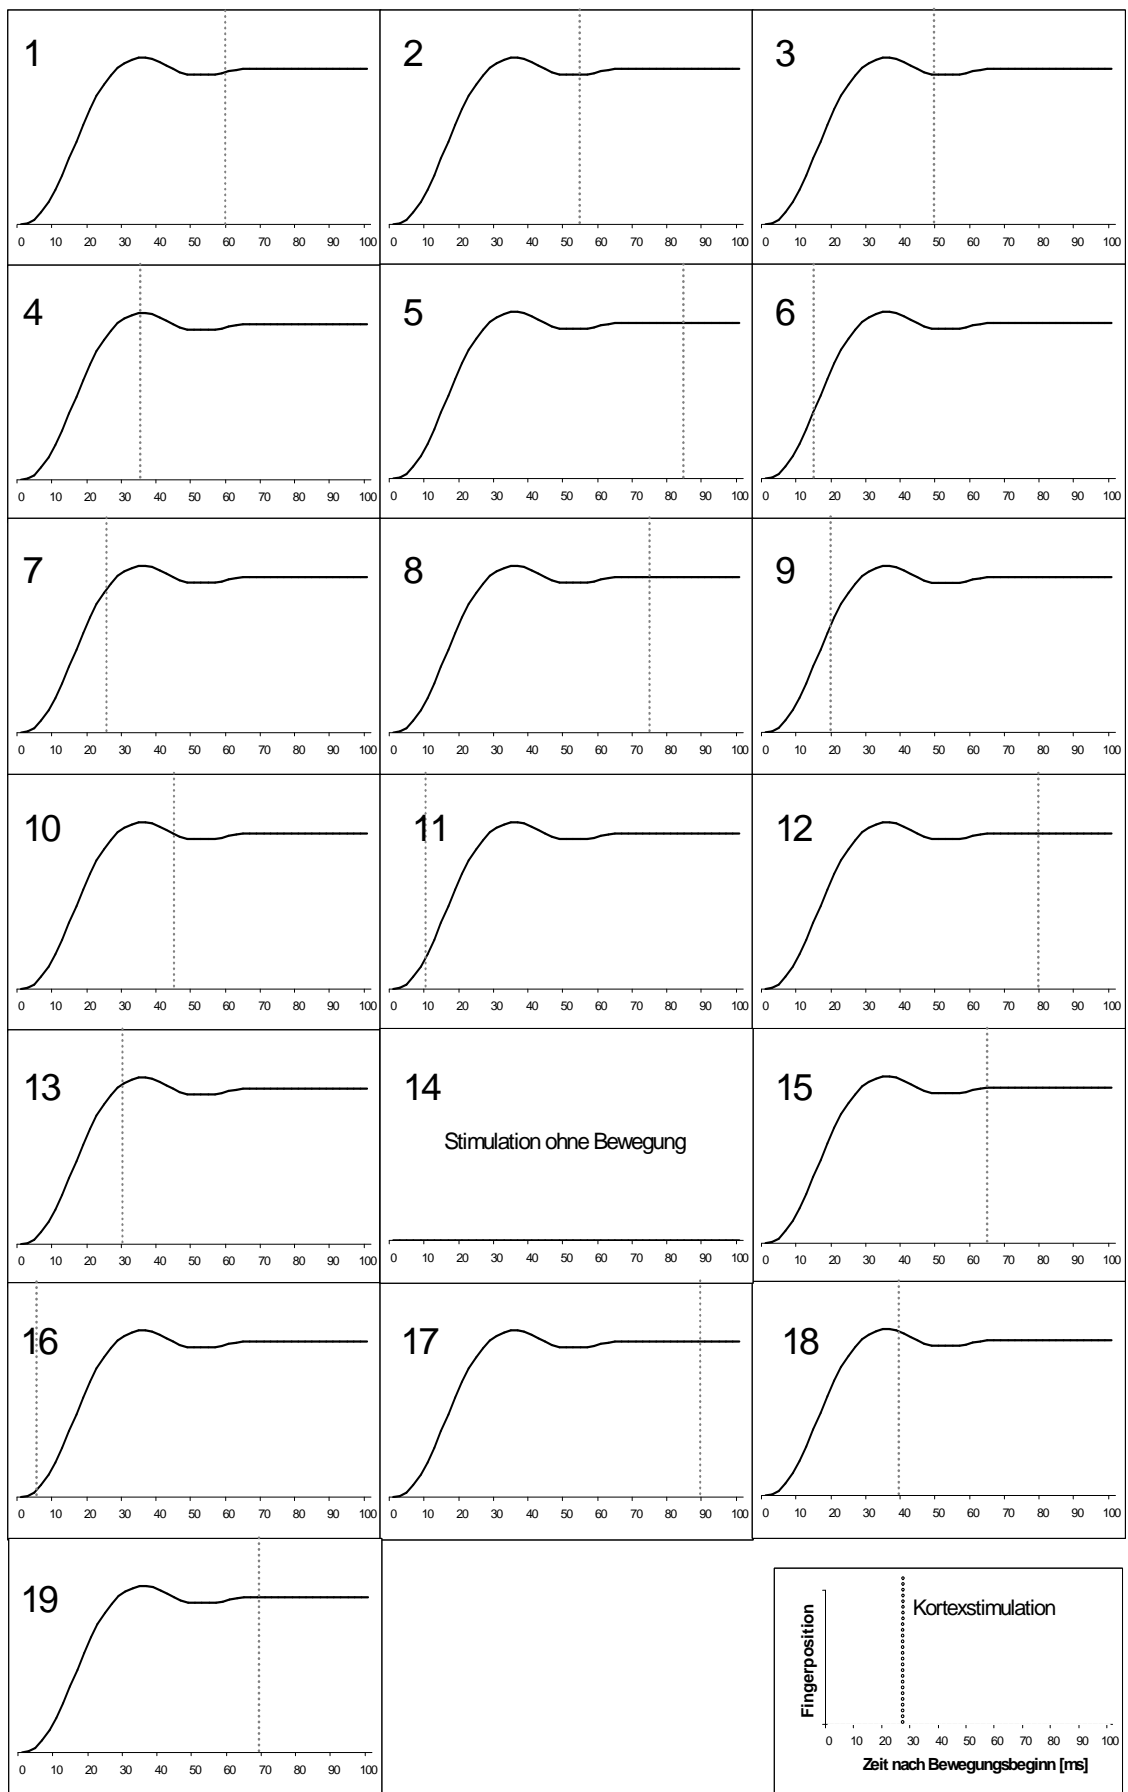 1 2 3
0 10 20 30 40 50 60 70 80 90 100 0 10 20 30 40 50 60 70 80 90 100 0 10 20 30 40 50 60 70 80 90 100
4 5 6
0 10 20 30 40 50 60 70 80 90 100 0 10 20 30 40 50 60 70 80 90 100 0 10 20 30 40 50 60 70 80 90 100
7 8 9
0 10 20 30 40 50 60 70 80 90 100 0 10 20 30 40 50 60 70 80 90 100 0 10 20 30 40 50 60 70 80 90 100
10 11 12
0 10 20 30 40 50 60 70 80 90 100 0 10 20 30 40 50 60 70 80 90 100 0 10 20 30 40 50 60 70 80 90 100
13 14 15
Stimulation ohne Bewegung
0 10 20 30 40 50 60 70 80 90 100 0 10 20 30 40 50 60 70 80 90 100 0 10 20 30 40 50 60 70 80 90 100
16 17 18
0 10 20 30 40 50 60 70 80 90 100 0 10 20 30 40 50 60 70 80 90 100 0 10 20 30 40 50 60 70 80 90 100
19
0 10 20 30 40 50 60 70 80 90 100
Kortexstimulation
Fingerposition
0 10 20 30 40 50 60 70 80 90 100
Zeit nach Bewegungsbeginn [ms]